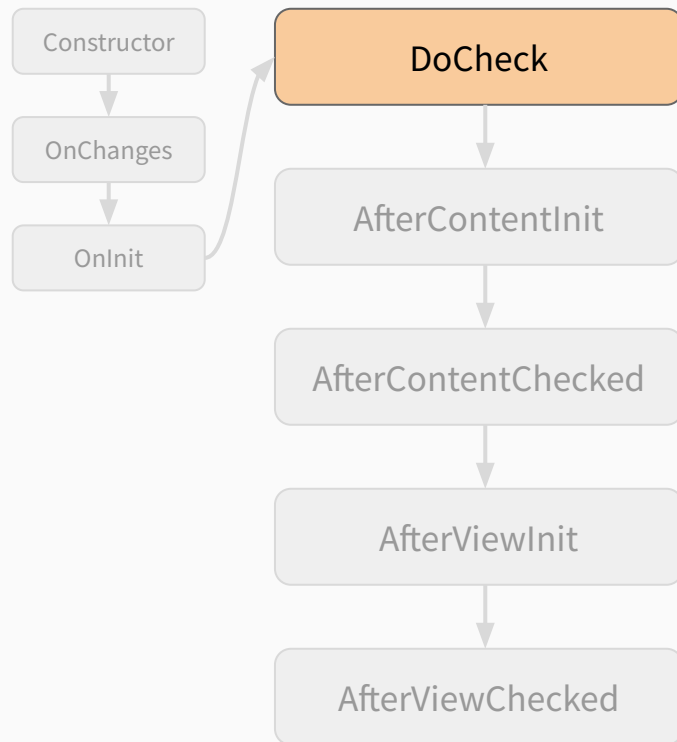 Constructor
OnChanges
OnInit
DoCheck
AfterContentInit
AfterContentChecked
AfterViewInit
AfterViewChecked